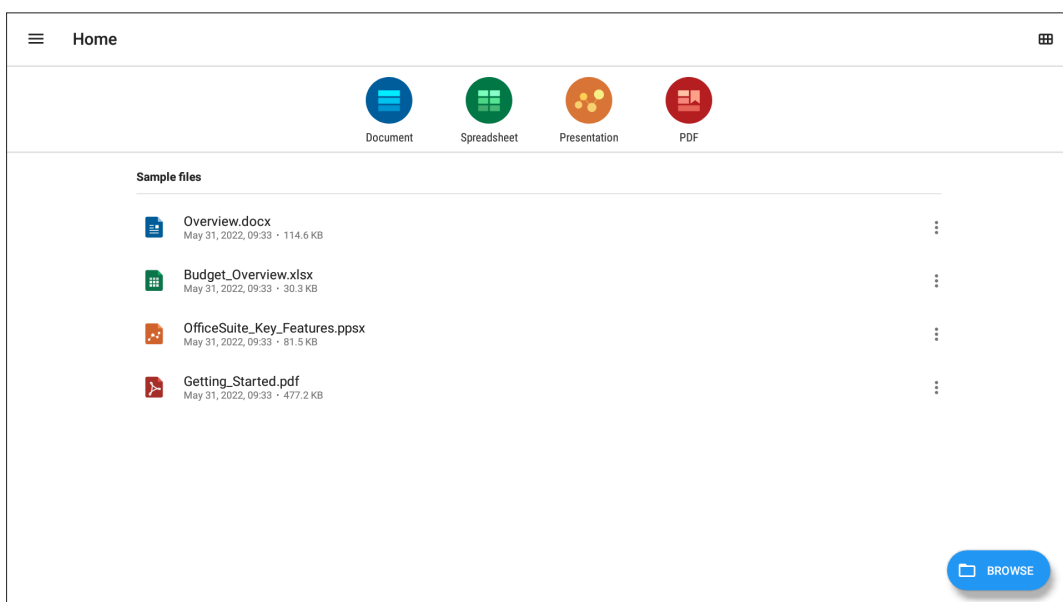 Home
Document Spreadsheet Presentation PDF
Sample files
Overview.docx
May 31, 2022, 09:33 · 114.6 KB
Budget_Overview.xlsx
May 31, 2022, 09:33 · 30.3 KB
OfficeSuite_Key_Features.ppsx
May 31, 2022, 09:33 · 81.5 KB
Getting_Started.pdf
May 31, 2022, 09:33 · 477.2 KB
BROWSE